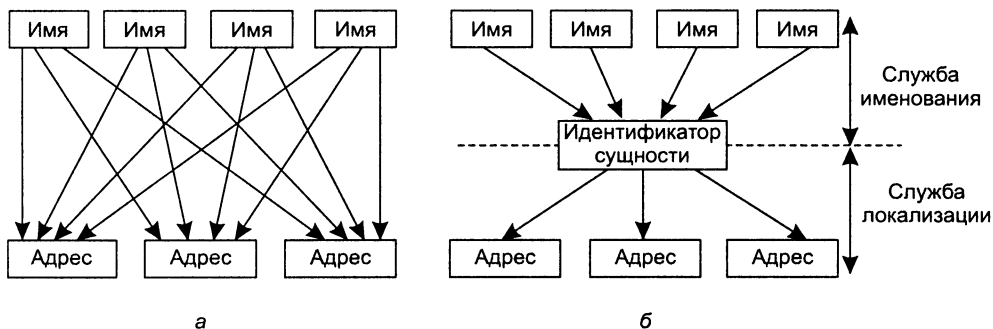 Имя Имя Имя Имя
Адрес Адрес Адрес
а
Имя Имя Имя Имя
Служба
именования
Идентификатор
сущности
Служба
локализации
Адрес Адрес Адрес
б